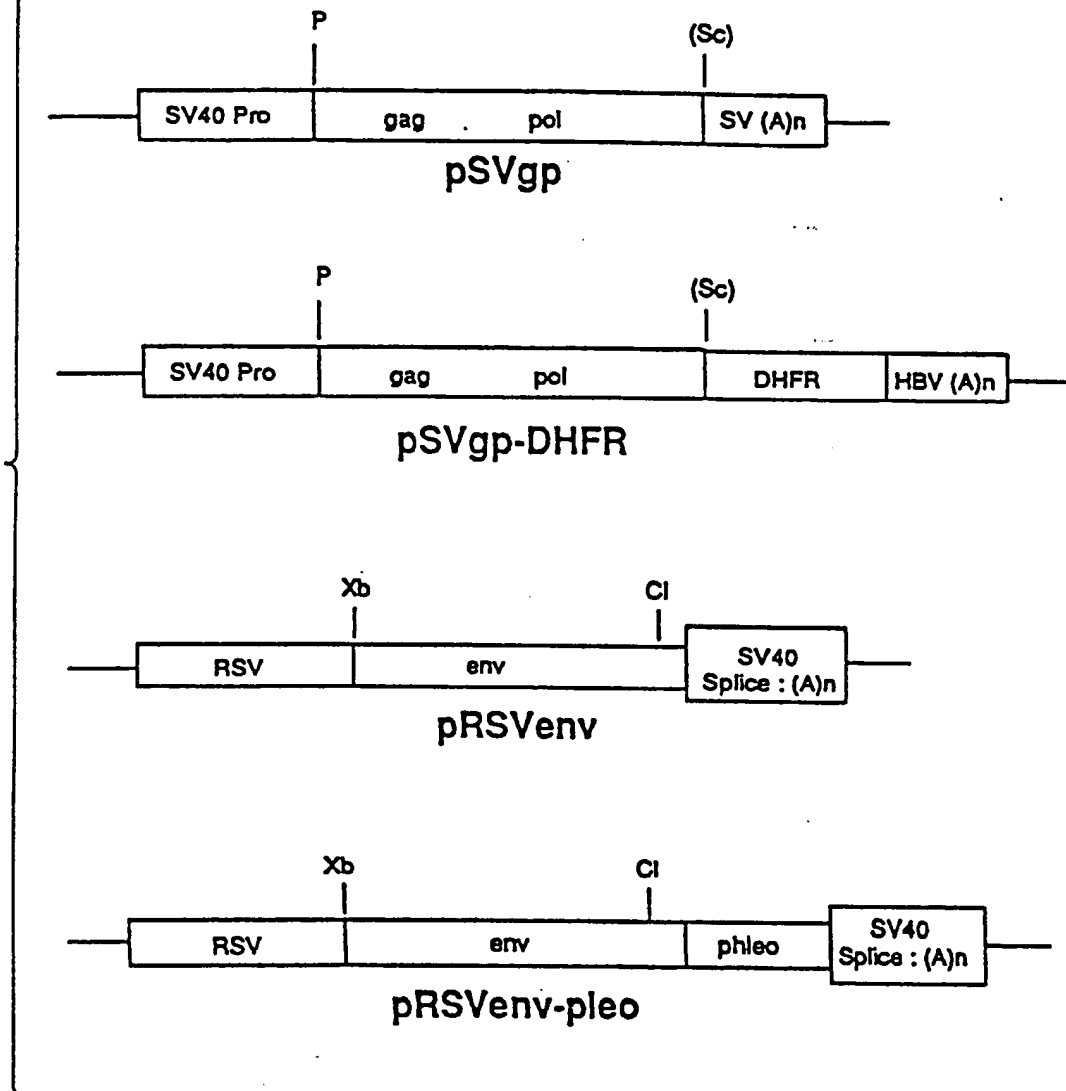 P (Sc)
SV40 Pro gag pol SV (A)n
pSVgp
P (Sc)
SV40 Pro gag pol DHFR HBV (A)n
pSVgp-DHFR
Xb Cl
RSV env SV40
Splice : (A)n
pRSVenv
Xb Cl
RSV env phleo SV40
Splice : (A)n
pRSVenv-pleo